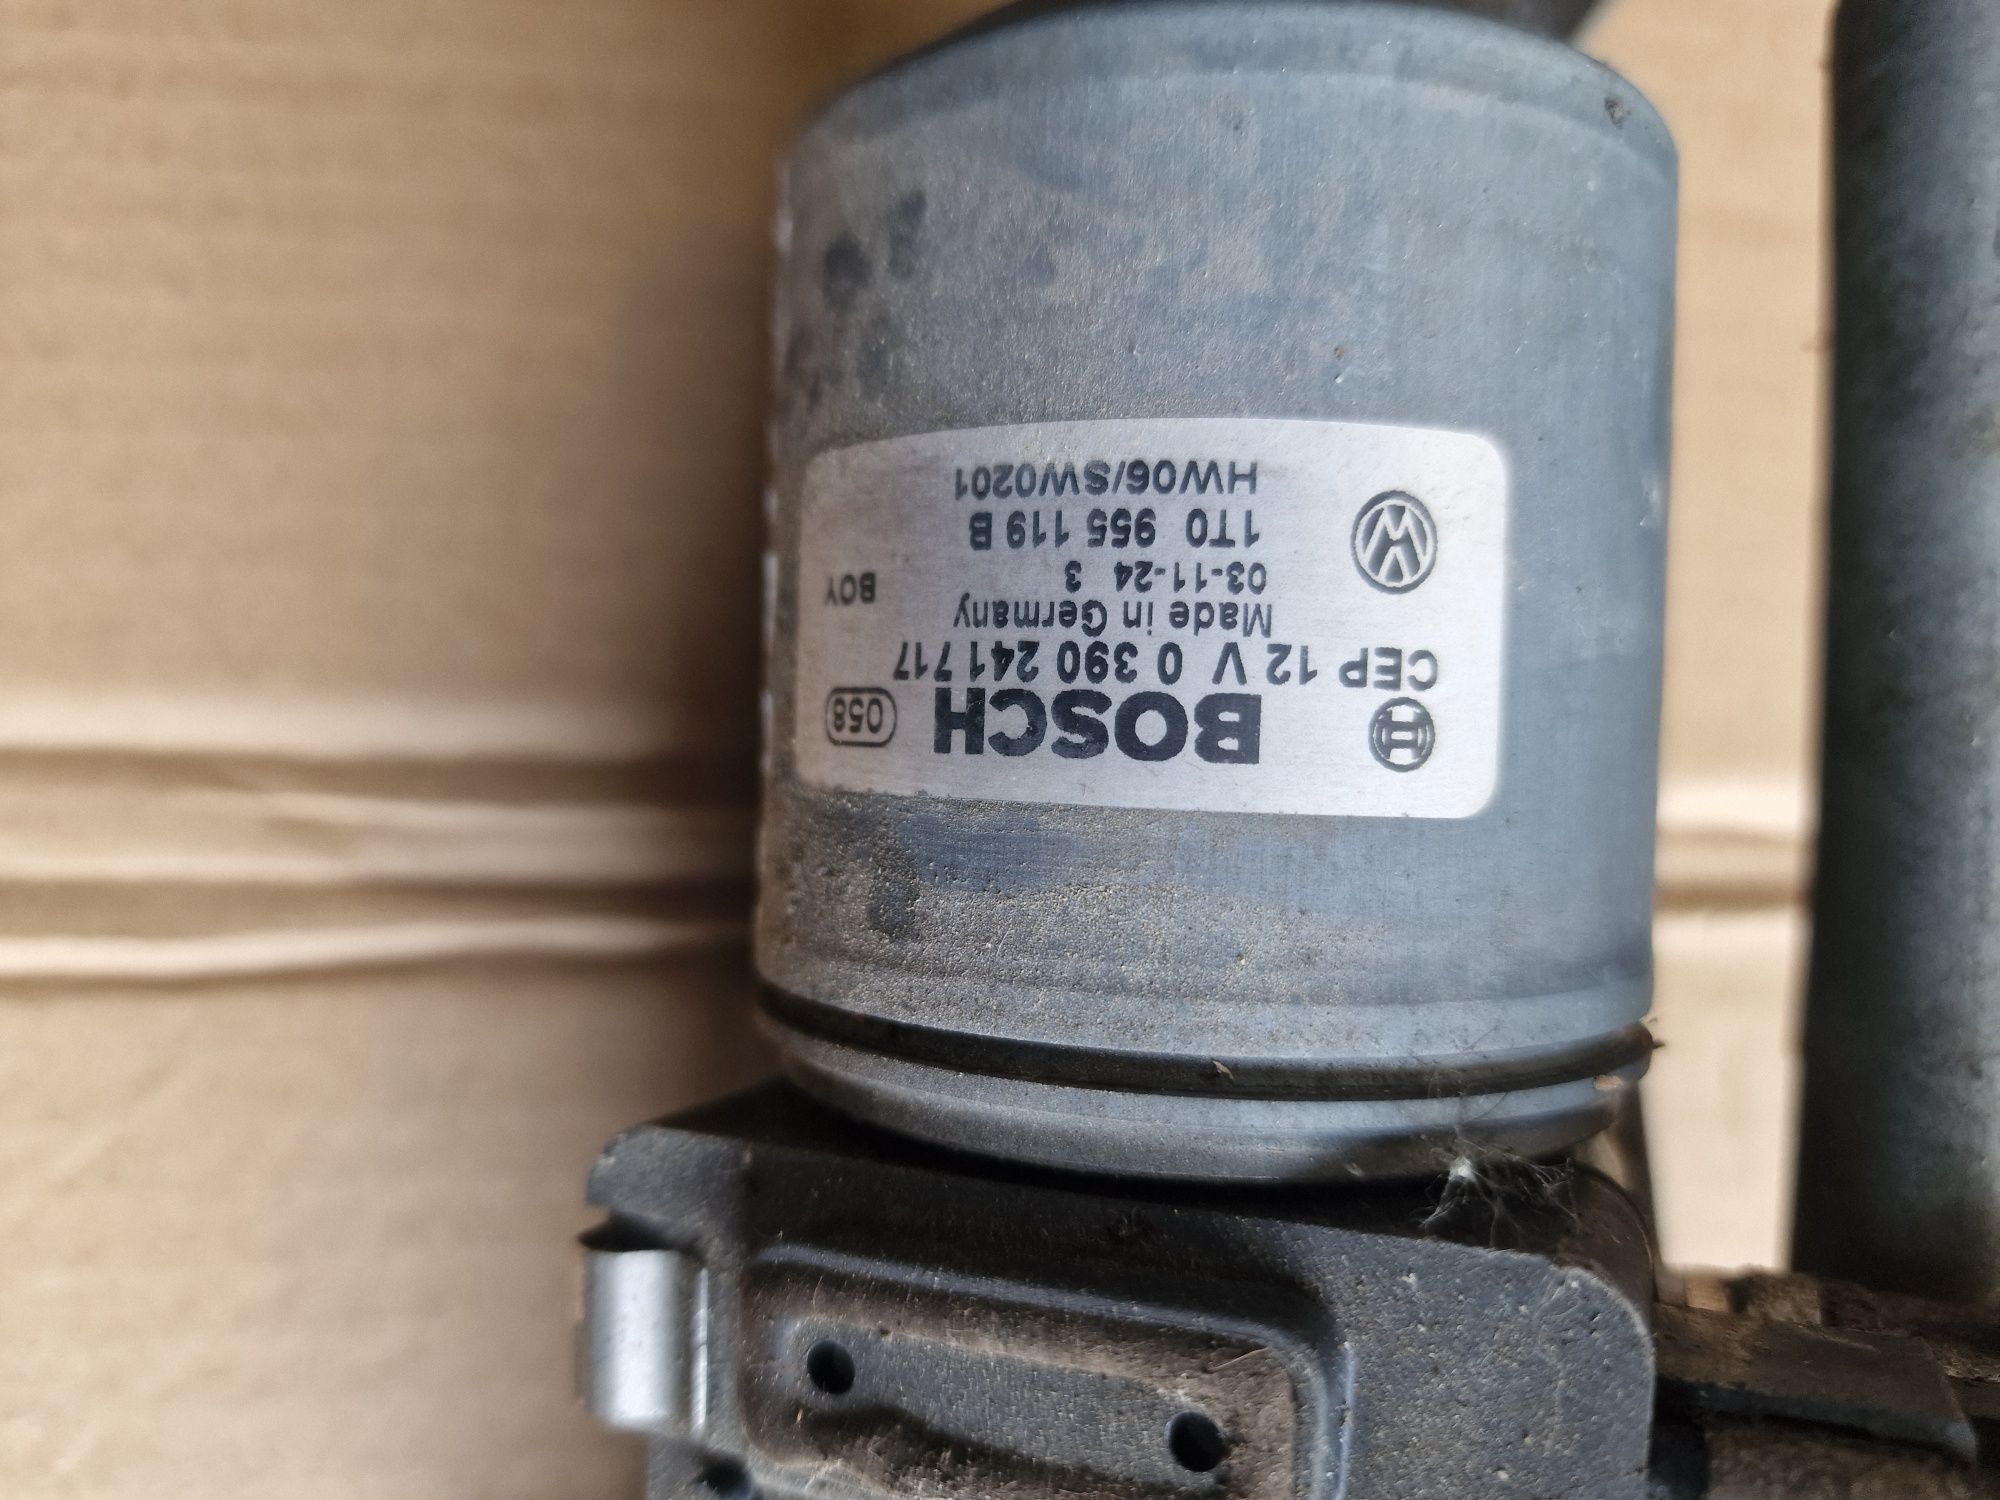 BOSCH 058
CEP 12 V 0 390 241 717
Made in Germany
03-11-24 3 BOY
1T0 955 119 B
HW06/SW0201